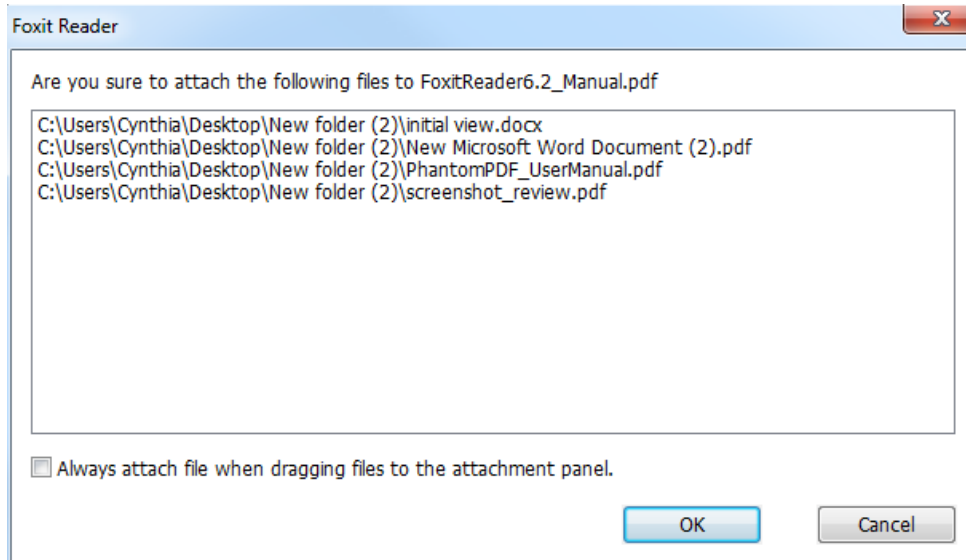 Foxit Reader
Are you sure to attach the following files to FoxitReader6.2_Manual.pdf
C:\Users\Cynthia\Desktop\New folder (2)\initial view.docx
C:\Users\Cynthia\Desktop\New folder (2)\New Microsoft Word Document (2).pdf
C:\Users\Cynthia\Desktop\New folder (2)\PhantomPDF_UserManual.pdf
C:\Users\Cynthia\Desktop\New folder (2)\screenshot_review.pdf
Always attach file when dragging files to the attachment panel.
OK
Cancel